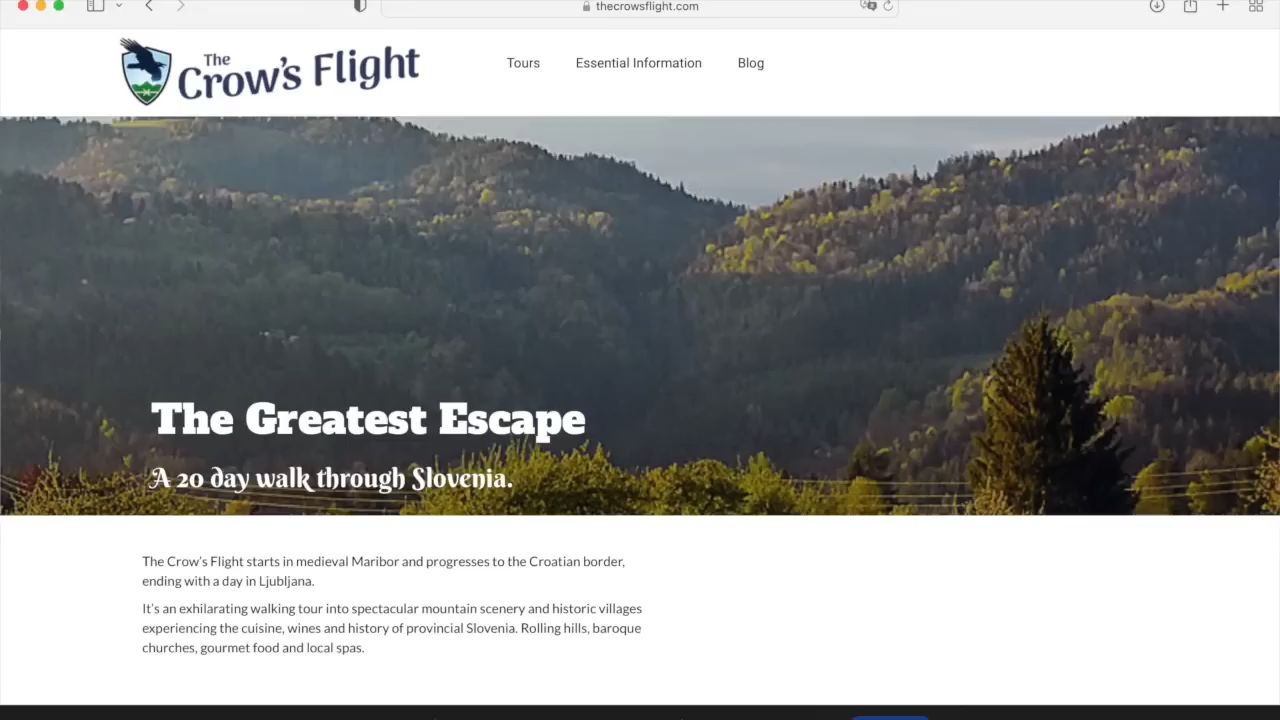 thecrowsflight.com
The
Crow's Flight
Tours
Essential Information
Blog
The Greatest Escape
A 20 day walk through Slovenia.
The Crow's Flight starts in medieval Maribor and progresses to the Croatian border,
ending with a day in Ljubljana.
It's an exhilarating walking tour into spectacular mountain scenery and historic villages
experiencing the cuisine, wines and history of provincial Slovenia. Rolling hills, baroque
churches, gourmet food and local spas.